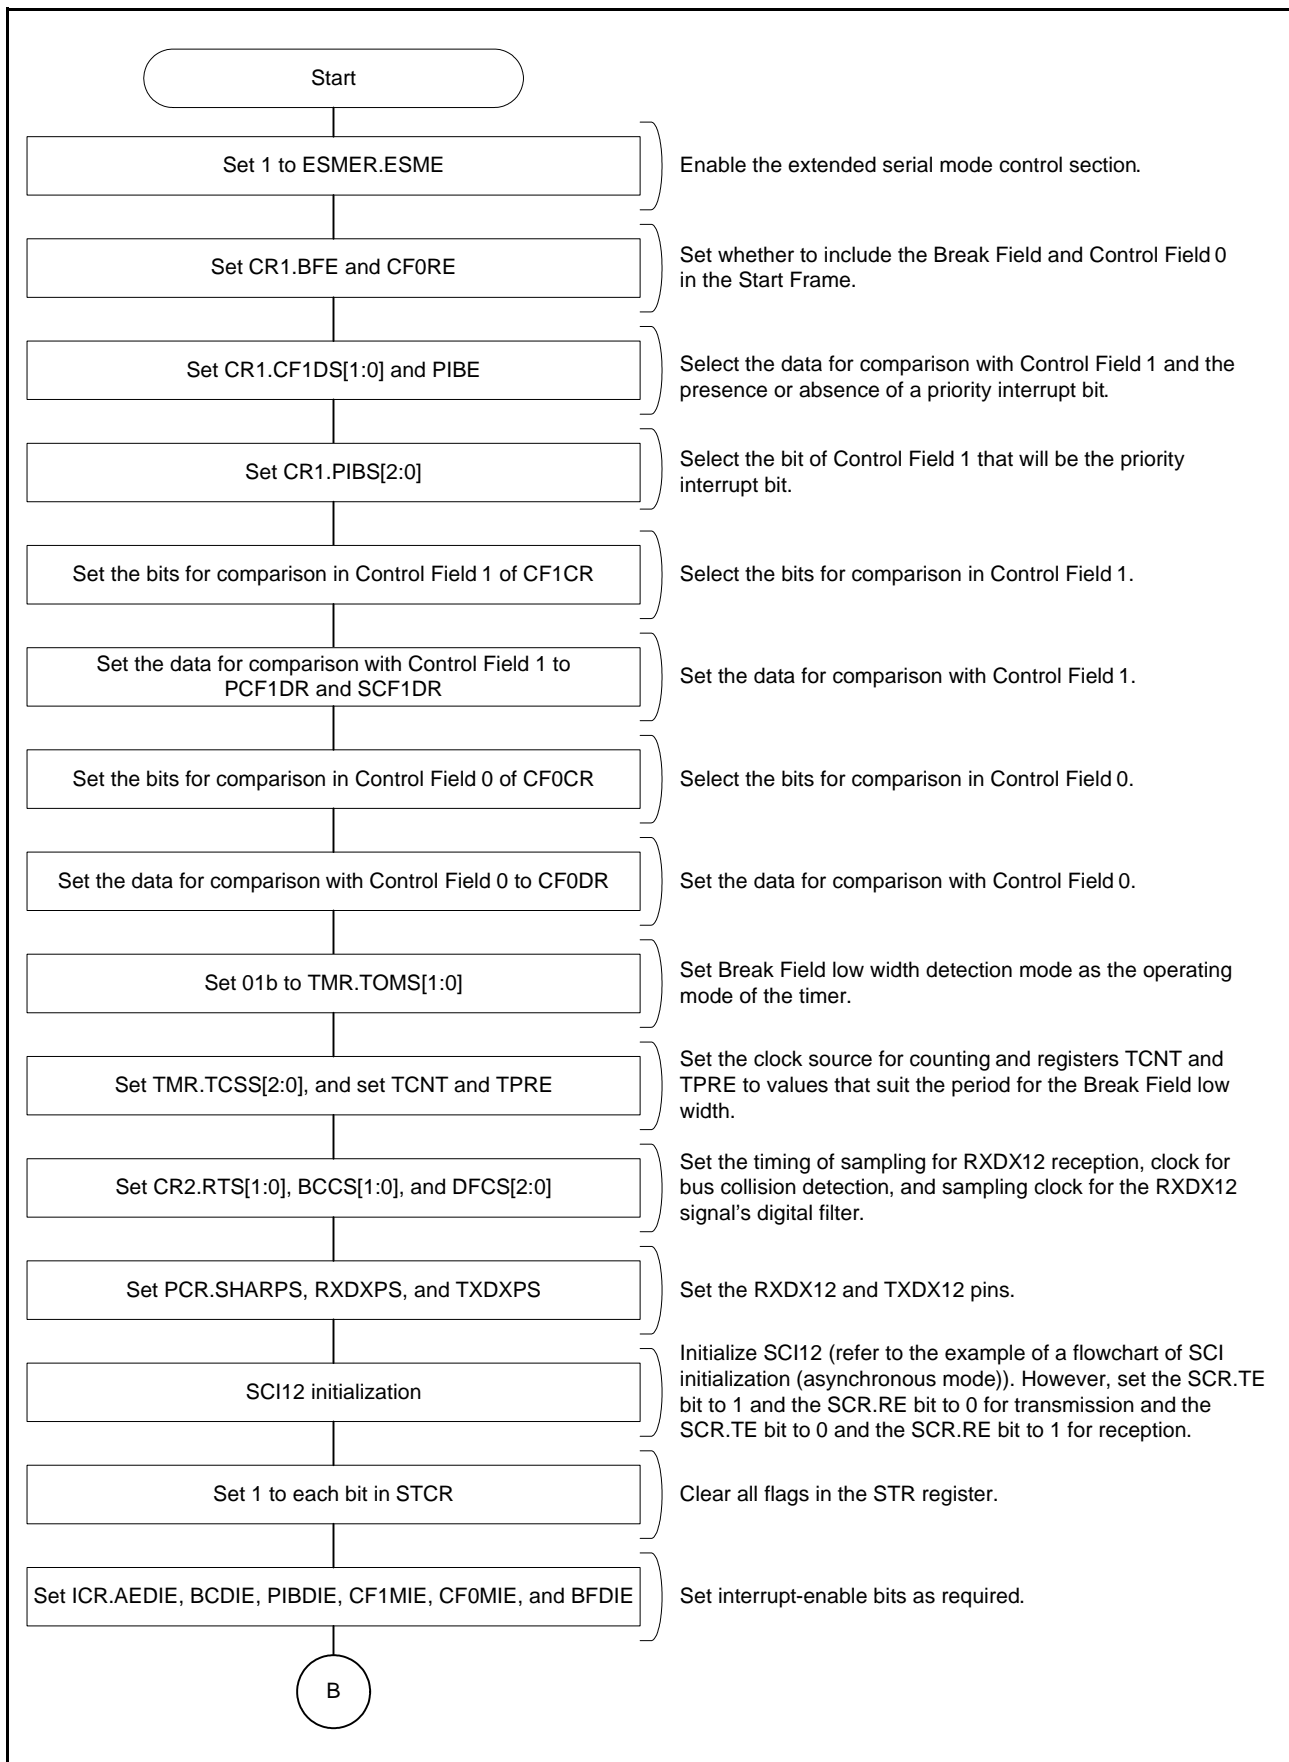 Start
Set 1 to ESMER.ESME
Enable the extended serial mode control section.
Set CR1.BFE and CF0RE
Set whether to include the Break Field and Control Field 0
in the Start Frame.
Set CR1.CF1DS[1:0] and PIBE
Select the data for comparison with Control Field 1 and the
presence or absence of a priority interrupt bit.
Set CR1.PIBS[2:0]
Select the bit of Control Field 1 that will be the priority
interrupt bit.
Set the bits for comparison in Control Field 1 of CF1CR
Select the bits for comparison in Control Field 1.
Set the data for comparison with Control Field 1 to
PCF1DR and SCF1DR
Set the data for comparison with Control Field 1.
Set the bits for comparison in Control Field 0 of CF0CR
Select the bits for comparison in Control Field 0.
Set the data for comparison with Control Field 0 to CF0DR
Set the data for comparison with Control Field 0.
Set 01b to TMR.TOMS[1:0]
Set Break Field low width detection mode as the operating
mode of the timer.
Set TMR.TCSS[2:0], and set TCNT and TPRE
Set the clock source for counting and registers TCNT and
TPRE to values that suit the period for the Break Field low
width.
Set CR2.RTS[1:0], BCCS[1:0], and DFCS[2:0]
Set the timing of sampling for RXDX12 reception, clock for
bus collision detection, and sampling clock for the RXDX12
signal's digital filter.
Set PCR.SHARPS, RXDXPS, and TXDXPS
Set the RXDX12 and TXDX12 pins.
SCI12 initialization
Initialize SCI12 (refer to the example of a flowchart of SCI
initialization (asynchronous mode)). However, set the SCR.TE
bit to 1 and the SCR.RE bit to 0 for transmission and the
SCR.TE bit to 0 and the SCR.RE bit to 1 for reception.
Set 1 to each bit in STCR
Clear all flags in the STR register.
Set ICR.AEDIE, BCDIE, PIBDIE, CF1MIE, CF0MIE, and BFDIE
Set interrupt-enable bits as required.
B